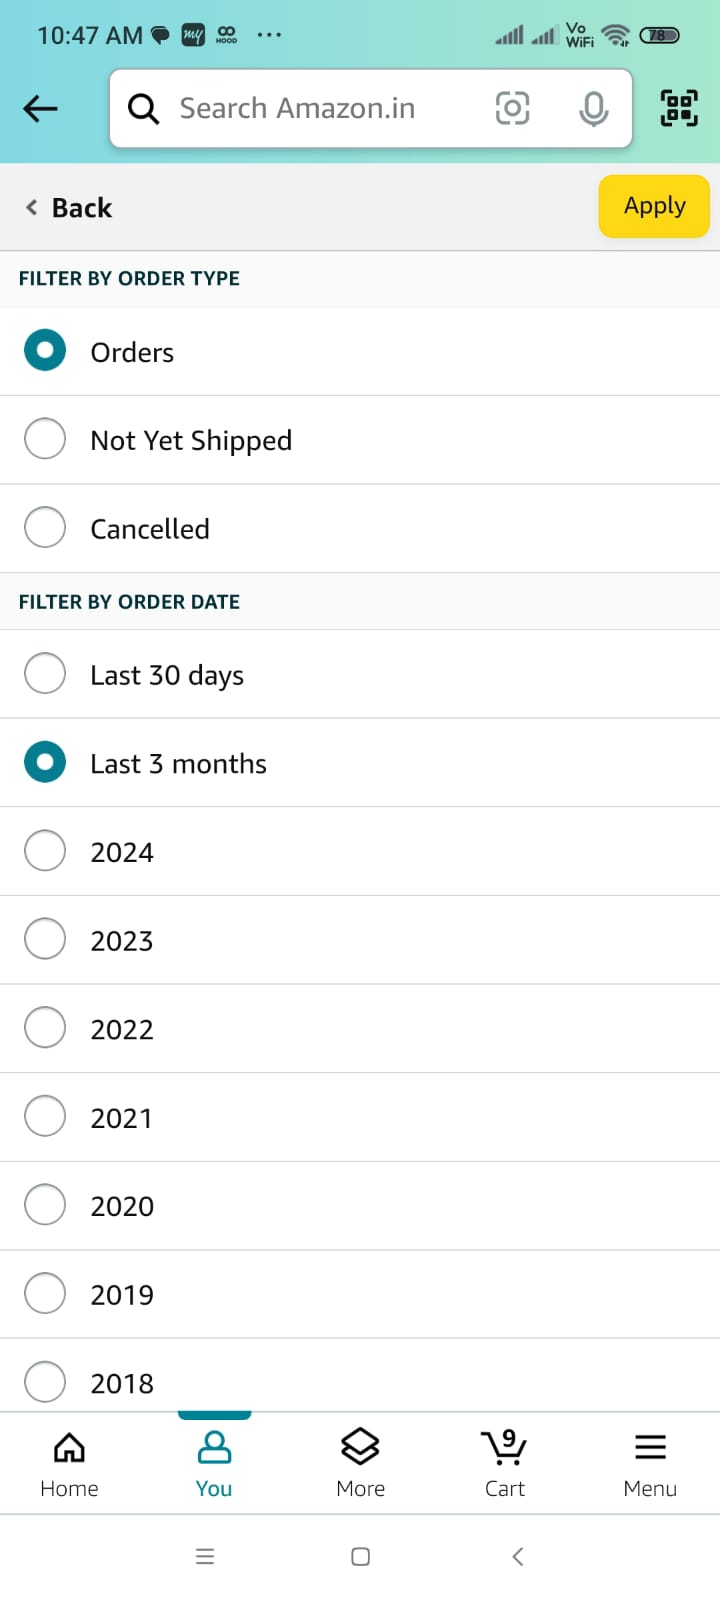 10:47 AM my HOOD ... Vo WiFi 78
Search Amazon.in
Back Apply
FILTER BY ORDER TYPE
Orders
Not Yet Shipped
Cancelled
FILTER BY ORDER DATE
Last 30 days
Last 3 months
2024
2023
2022
2021
2020
2019
2018
9
Home You More Cart Menu